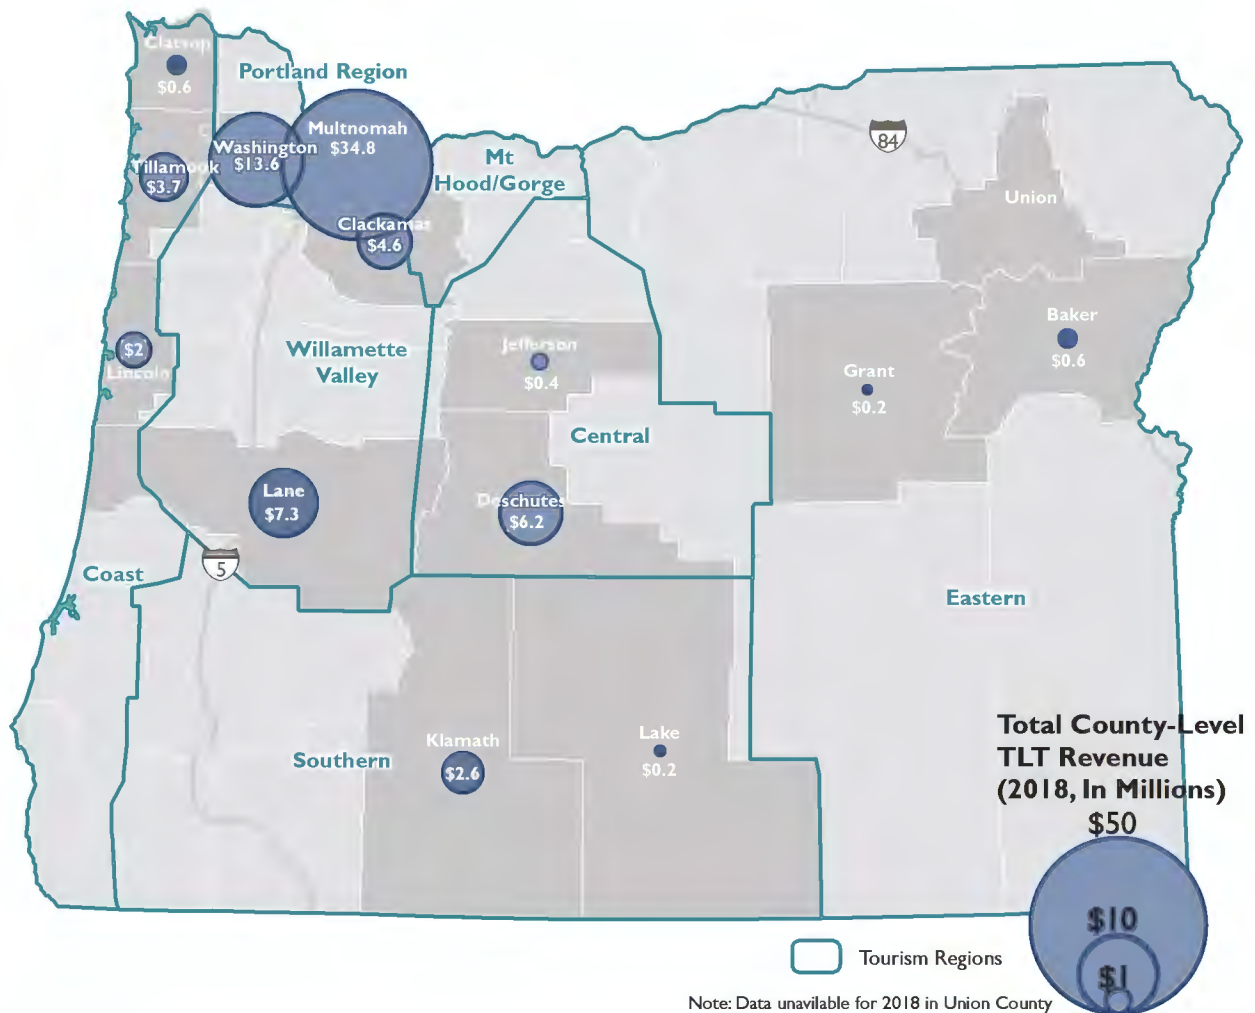 Clatsop
$0.6
Portland Region
Multnomah
$34.8
Washington
$13.6
Tillamook
$3.7
Mt
Hood/Gorge
84
Union
Clackamas
$4.6
Baker
$0.6
$2
Lincoln
Willamette
Valley
Jefferson
$0.4
Grant
$0.2
Central
Lane
$7.3
Deschutes
$6.2
5
Coast
Eastern
Southern
Klamath
$2.6
Lake
$0.2
Total County-Level
TLT Revenue
(2018, In Millions)
$50
$10
$1
Tourism Regions
Note: Data unavailable for 2018 in Union County